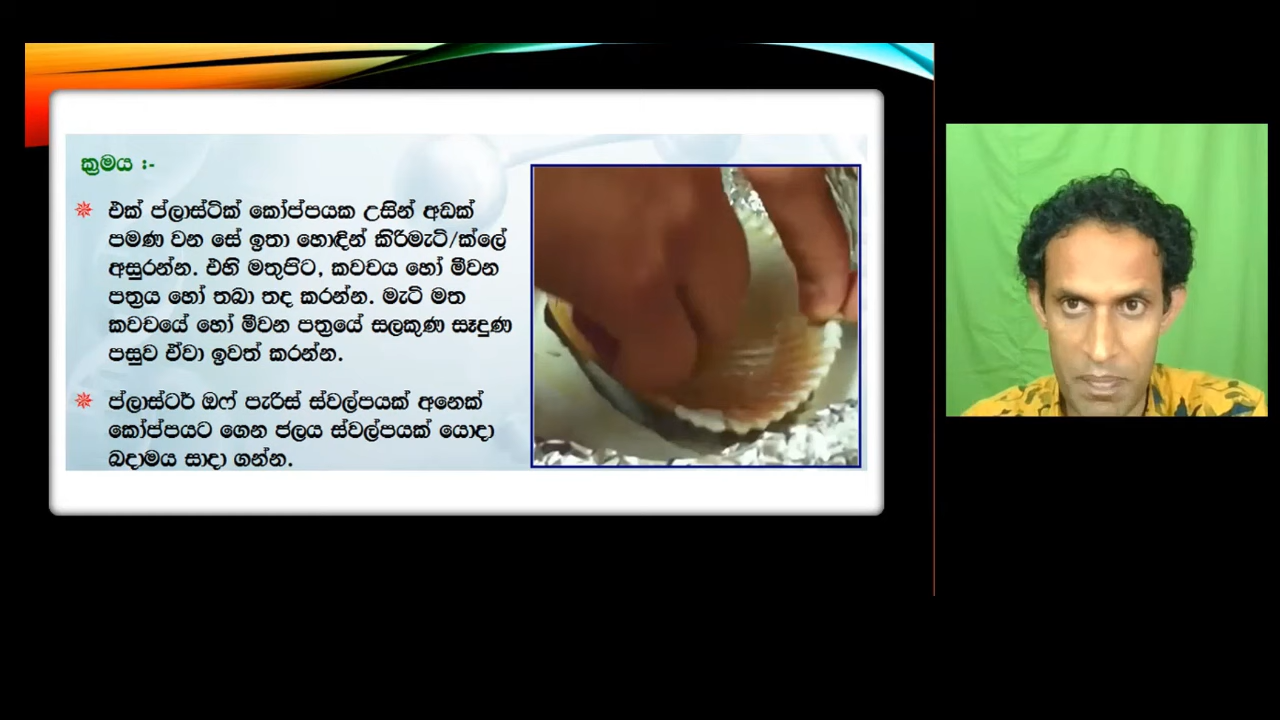 ක්‍රමය :-
එක් ප්ලාස්ටික් කෝප්පයක උසින් අඩක්
පමණ වන සේ ඉතා හොඳින් කිරිමැටි/ක්ලේ
අසුරන්න. එහි මතුපිට, කවචය හෝ මීවන
පත්‍රය හෝ තබා තද කරන්න. මැටි මත
කවචයේ හෝ මීවන පත්‍රයේ සලකුණ සෑදුණ
පසුව ඒවා ඉවත් කරන්න.
ප්ලාස්ටර් ඔෆ් පැරිස් ස්වල්පයක් අනෙක්
කෝප්පයට ගෙන ජලය ස්වල්පයක් යොදා
බදාමය සාදා ගන්න.